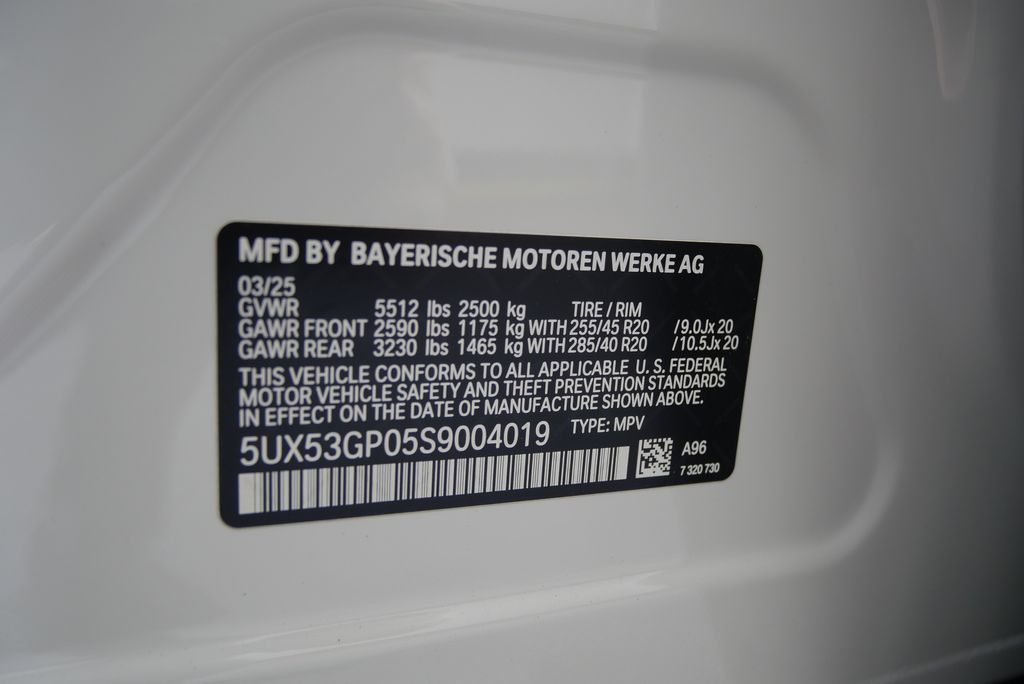 MFD BY BAYERISCHE MOTOREN WERKE AG
03/25
GVWR 5512 lbs 2500 kg TIRE / RIM
GAWR FRONT 2590 lbs 1175 kg WITH 255/45 R20 /9.0Jx 20
GAWR REAR 3230 lbs 1465 kg WITH 285/40 R20 /10.5Jx 20
THIS VEHICLE CONFORMS TO ALL APPLICABLE U. S. FEDERAL
MOTOR VEHICLE SAFETY AND THEFT PREVENTION STANDARDS
IN EFFECT ON THE DATE OF MANUFACTURE SHOWN ABOVE.
5UX53GP05S9004019 TYPE: MPV
A96
7 320 730